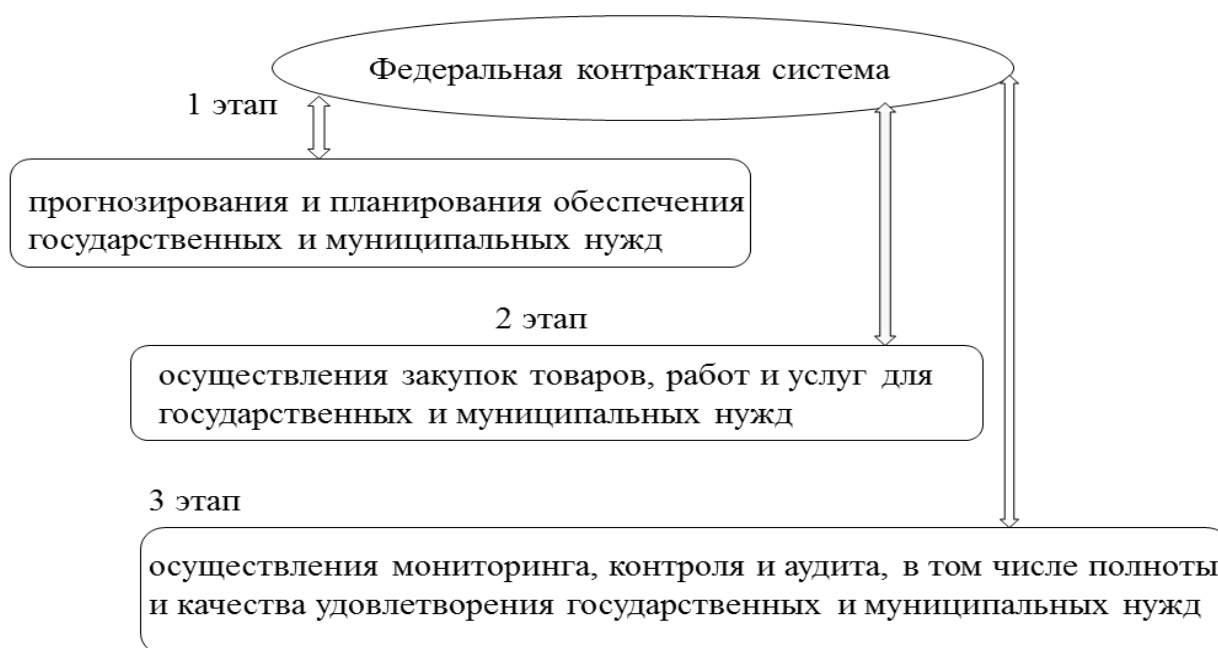 Федеральная контрактная система
1 этап
прогнозирования и планирования обеспечения
государственных и муниципальных нужд
2 этап
осуществления закупок товаров, работ и услуг для
государственных и муниципальных нужд
3 этап
осуществления мониторинга, контроля и аудита, в том числе полноты
и качества удовлетворения государственных и муниципальных нужд